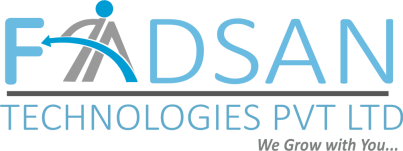 FADSAN
TECHNOLOGIES PVT LTD
We Grow with You...